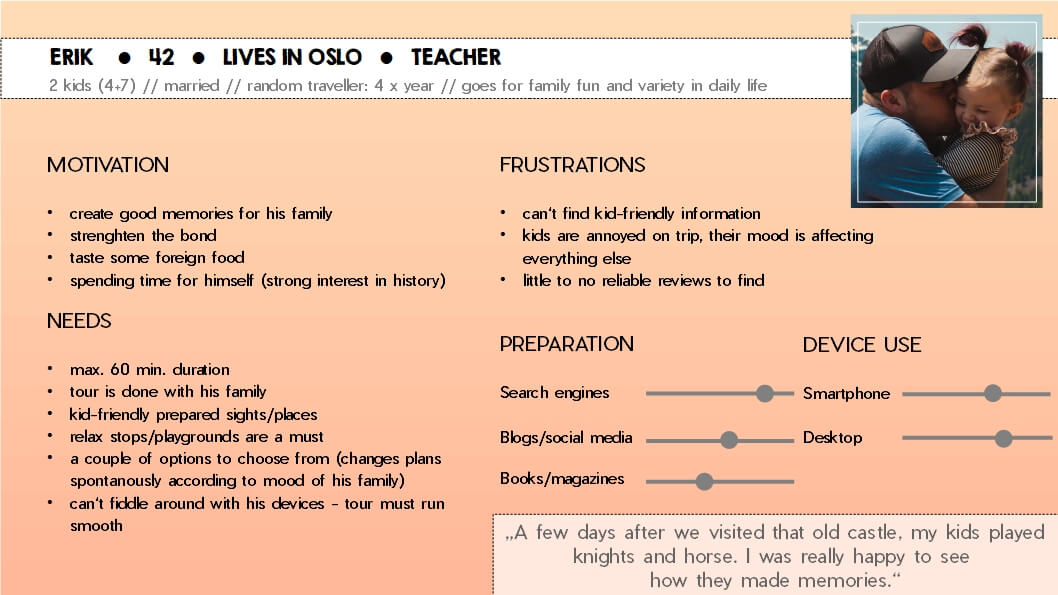 ERIK ● 42 ● LIVES IN OSLO ● TEACHER
2 kids (4+7) // married // random traveller: 4 x year // goes for family fun and variety in daily life
MOTIVATION
• create good memories for his family
• strenghten the bond
• taste some foreign food
• spending time for himself (strong interest in history)
NEEDS
• max. 60 min. duration
• tour is done with his family
• kid-friendly prepared sights/places
• relax stops/playgrounds are a must
• a couple of options to choose from (changes plans
spontanously according to mood of his family)
• can't fiddle around with his devices - tour must run
smooth
FRUSTRATIONS
• can't find kid-friendly information
• kids are annoyed on trip, their mood is affecting
everything else
• little to no reliable reviews to find
PREPARATION
Search engines
Blogs/social media
Books/magazines
DEVICE USE
Smartphone
Desktop
„A few days after we visited that old castle, my kids played
knights and horse. I was really happy to see
how they made memories.“